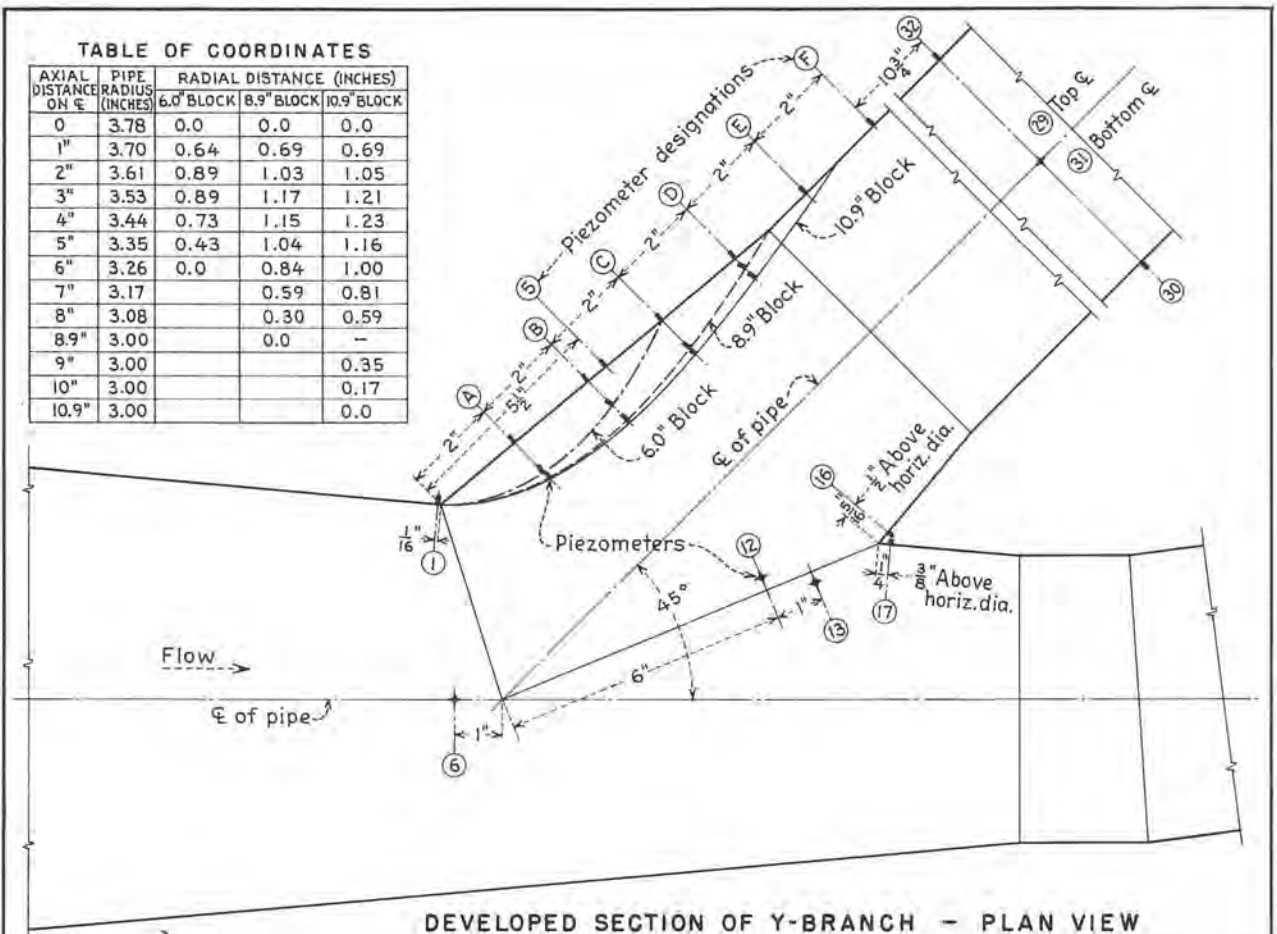 TABLE OF COORDINATES
AXIAL DISTANCE ON ℄ | PIPE RADIUS (INCHES) | RADIAL DISTANCE (INCHES)
6.0" BLOCK | 8.9" BLOCK | 10.9" BLOCK
0 | 3.78 | 0.0 | 0.0 | 0.0
1" | 3.70 | 0.64 | 0.69 | 0.69
2" | 3.61 | 0.89 | 1.03 | 1.05
3" | 3.53 | 0.89 | 1.17 | 1.21
4" | 3.44 | 0.73 | 1.15 | 1.23
5" | 3.35 | 0.43 | 1.04 | 1.16
6" | 3.26 | 0.0 | 0.84 | 1.00
7" | 3.17 | | 0.59 | 0.81
8" | 3.08 | | 0.30 | 0.59
8.9" | 3.00 | | 0.0 | –
9" | 3.00 | | | 0.35
10" | 3.00 | | | 0.17
10.9" | 3.00 | | | 0.0
Piezometer designations
A
B
5
C
D
E
F
32
2"
2"
5 1/2"
2"
2"
2"
2"
10 3/4"
29 Top ℄
31 Bottom ℄
30
10.9" Block
8.9" Block
6.0" Block
℄ of pipe
16
1/2" Above
horiz. dia.
5/16"
1/16
1
Piezometers
12
13
1"
6"
45°
1/4"
17
3/8" Above
horiz. dia.
Flow
℄ of pipe
1"
6
DEVELOPED SECTION OF Y-BRANCH – PLAN VIEW